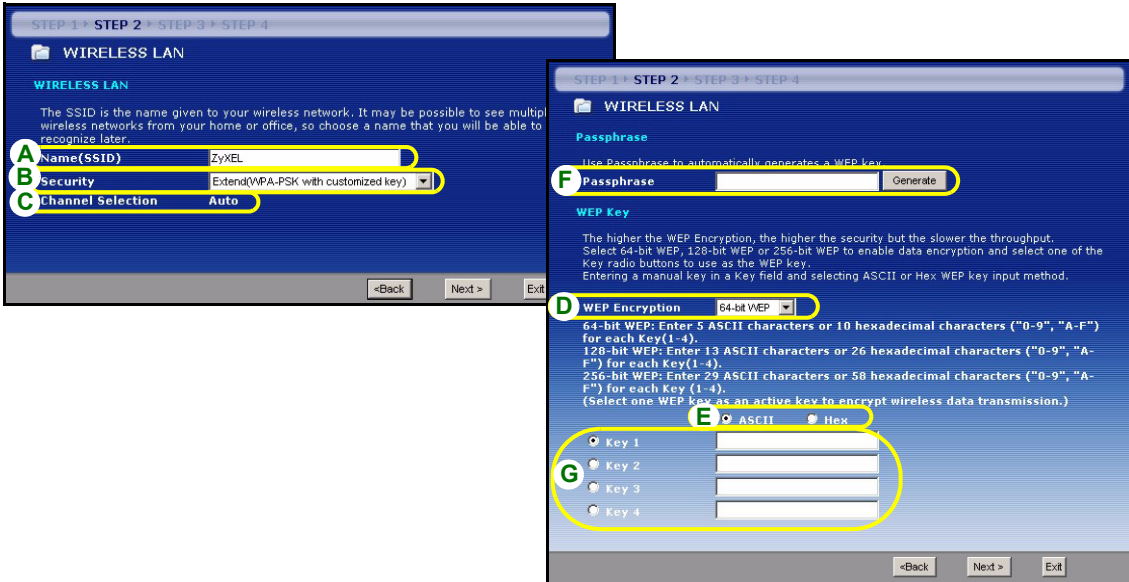 STEP 1 STEP 2 STEP 3 STEP 4
WIRELESS LAN
WIRELESS LAN
The SSID is the name given to your wireless network. It may be possible to see multipl
wireless networks from your home or office, so choose a name that you will be able to
recognize later.
A Name(SSID) ZyXEL
B Security Extend(WPA-PSK with customized key)
C Channel Selection Auto
<Back Next > Exit
STEP 1 STEP 2 STEP 3 STEP 4
WIRELESS LAN
Passphrase
Use Passphrase to automatically generates a WEP key.
F Passphrase Generate
WEP Key
The higher the WEP Encryption, the higher the security but the slower the throughput.
Select 64-bit WEP, 128-bit WEP or 256-bit WEP to enable data encryption and select one of the
Key radio buttons to use as the WEP key.
Entering a manual key in a Key field and selecting ASCII or Hex WEP key input method.
D WEP Encryption 64-bit WEP
64-bit WEP: Enter 5 ASCII characters or 10 hexadecimal characters ("0-9", "A-F")
for each Key(1-4).
128-bit WEP: Enter 13 ASCII characters or 26 hexadecimal characters ("0-9", "A-
F") for each Key(1-4).
256-bit WEP: Enter 29 ASCII characters or 58 hexadecimal characters ("0-9", "A-
F") for each Key (1-4).
(Select one WEP key as an active key to encrypt wireless data transmission.)
E ASCII Hex
Key 1
Key 2
G
Key 3
Key 4
<Back Next > Exit